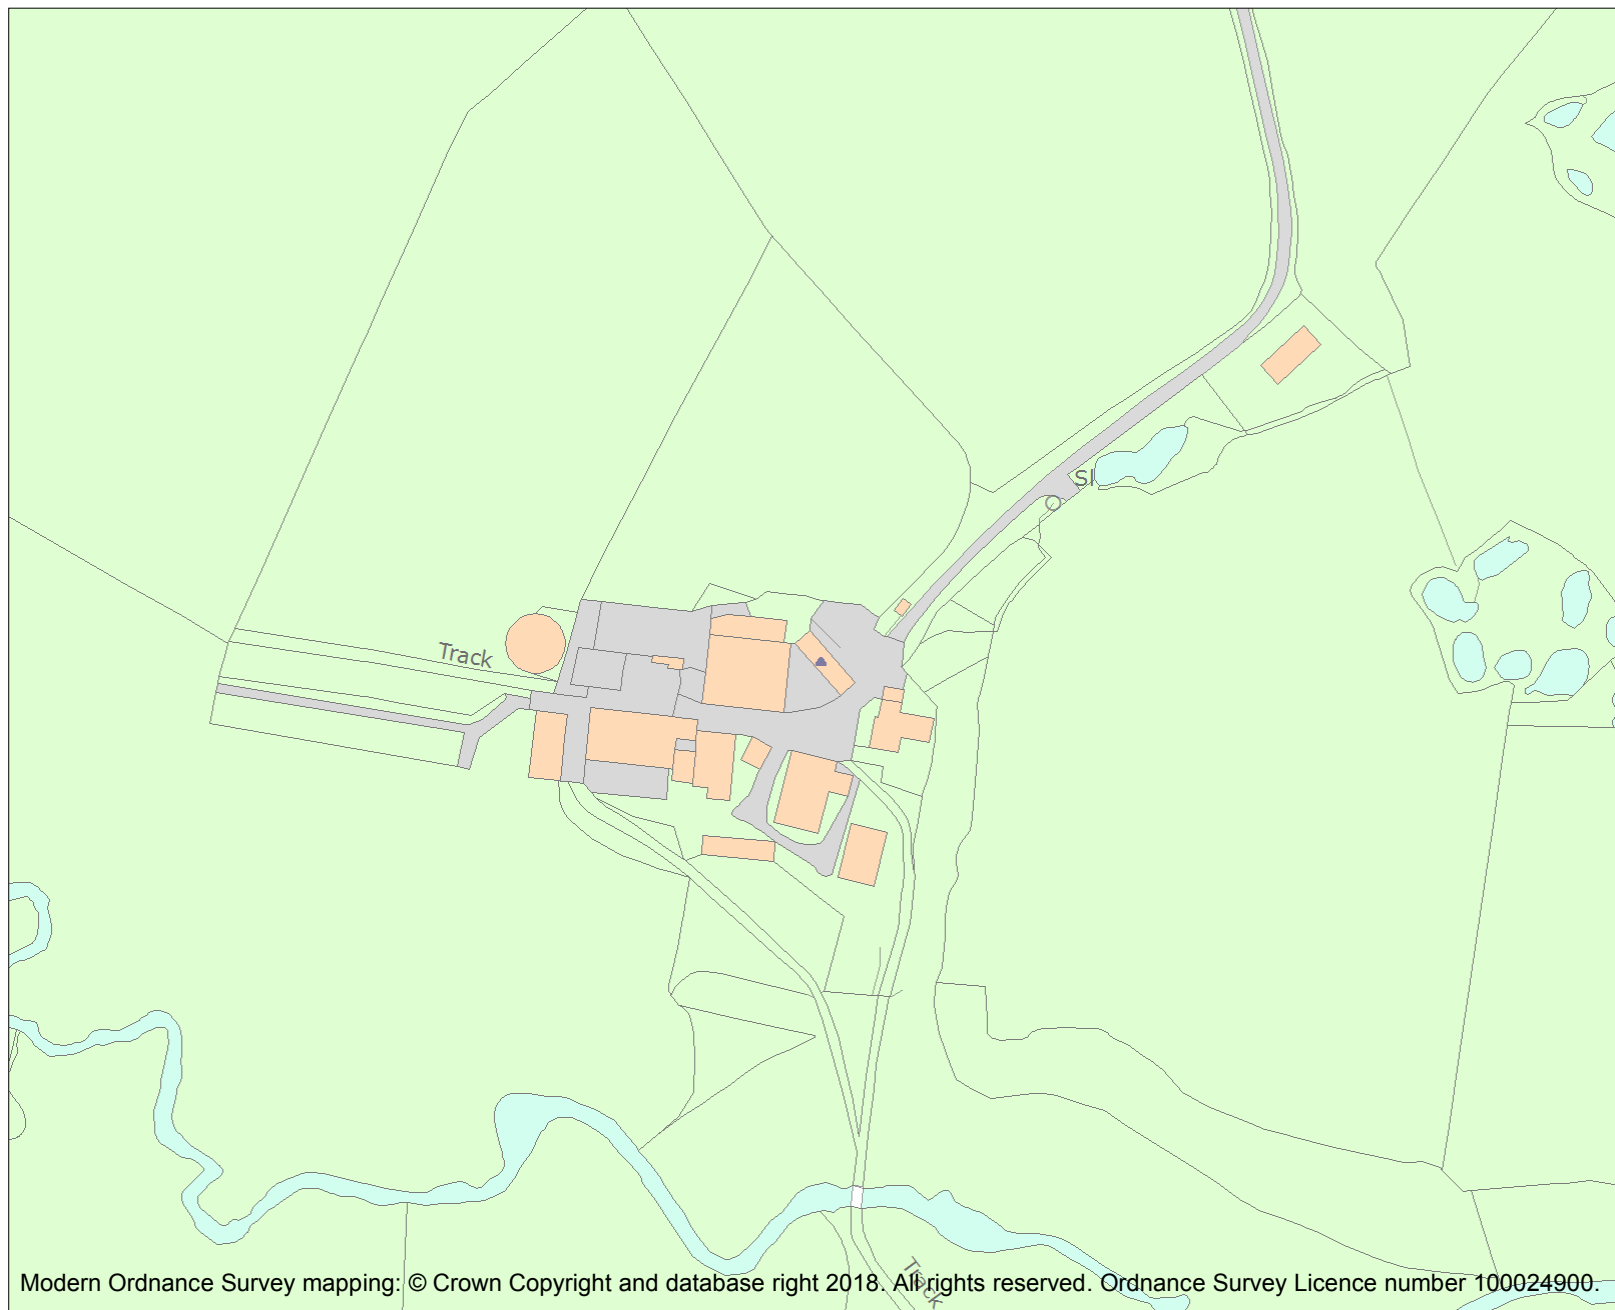 Sl
Track
Track
Modern Ordnance Survey mapping: © Crown Copyright and database right 2018. All rights reserved. Ordnance Survey Licence number 100024900.